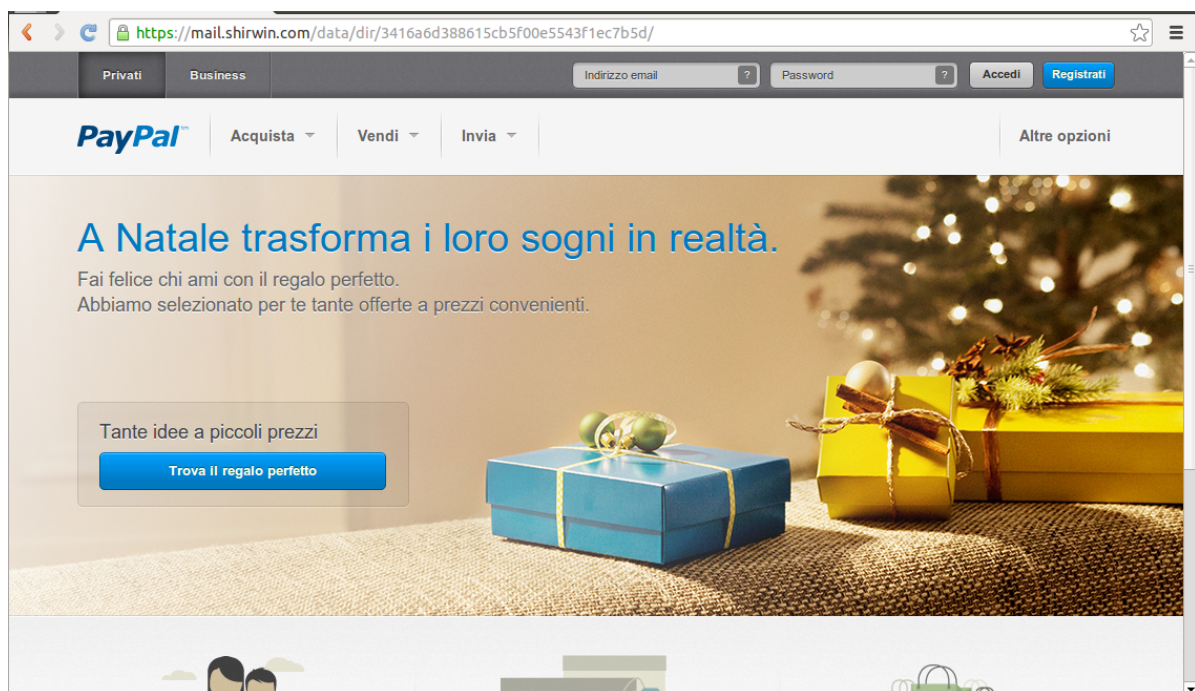 https://mail.shirwin.com/data/dir/3416a6d388615cb5f00e5543f1ec7b5d/
Privati Business Indirizzo email ? Password ? Accedi Registrati
PayPal Acquista Vendi Invia Altre opzioni
A Natale trasforma i loro sogni in realtà.
Fai felice chi ami con il regalo perfetto.
Abbiamo selezionato per te tante offerte a prezzi convenienti.
Tante idee a piccoli prezzi
Trova il regalo perfetto